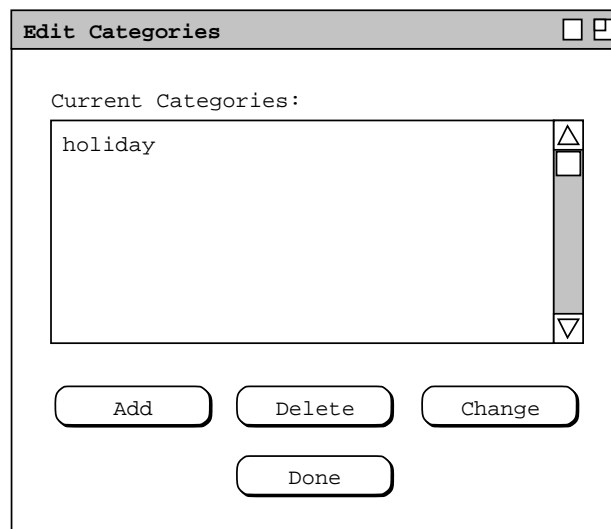 Edit Categories
Current Categories:
holiday
Add Delete Change
Done